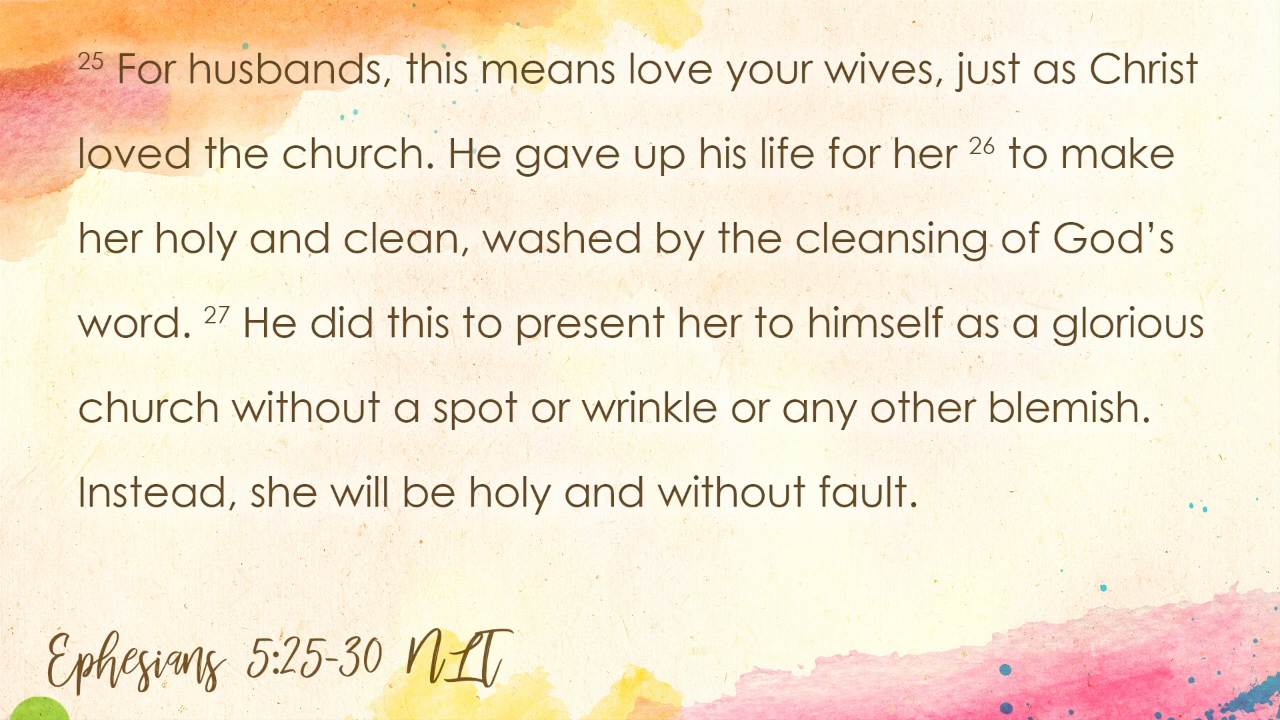 25 For husbands, this means love your wives, just as Christ
loved the church. He gave up his life for her 26 to make
her holy and clean, washed by the cleansing of God’s
word. 27 He did this to present her to himself as a glorious
church without a spot or wrinkle or any other blemish.
Instead, she will be holy and without fault.
Ephesians 5:25-30 NLT